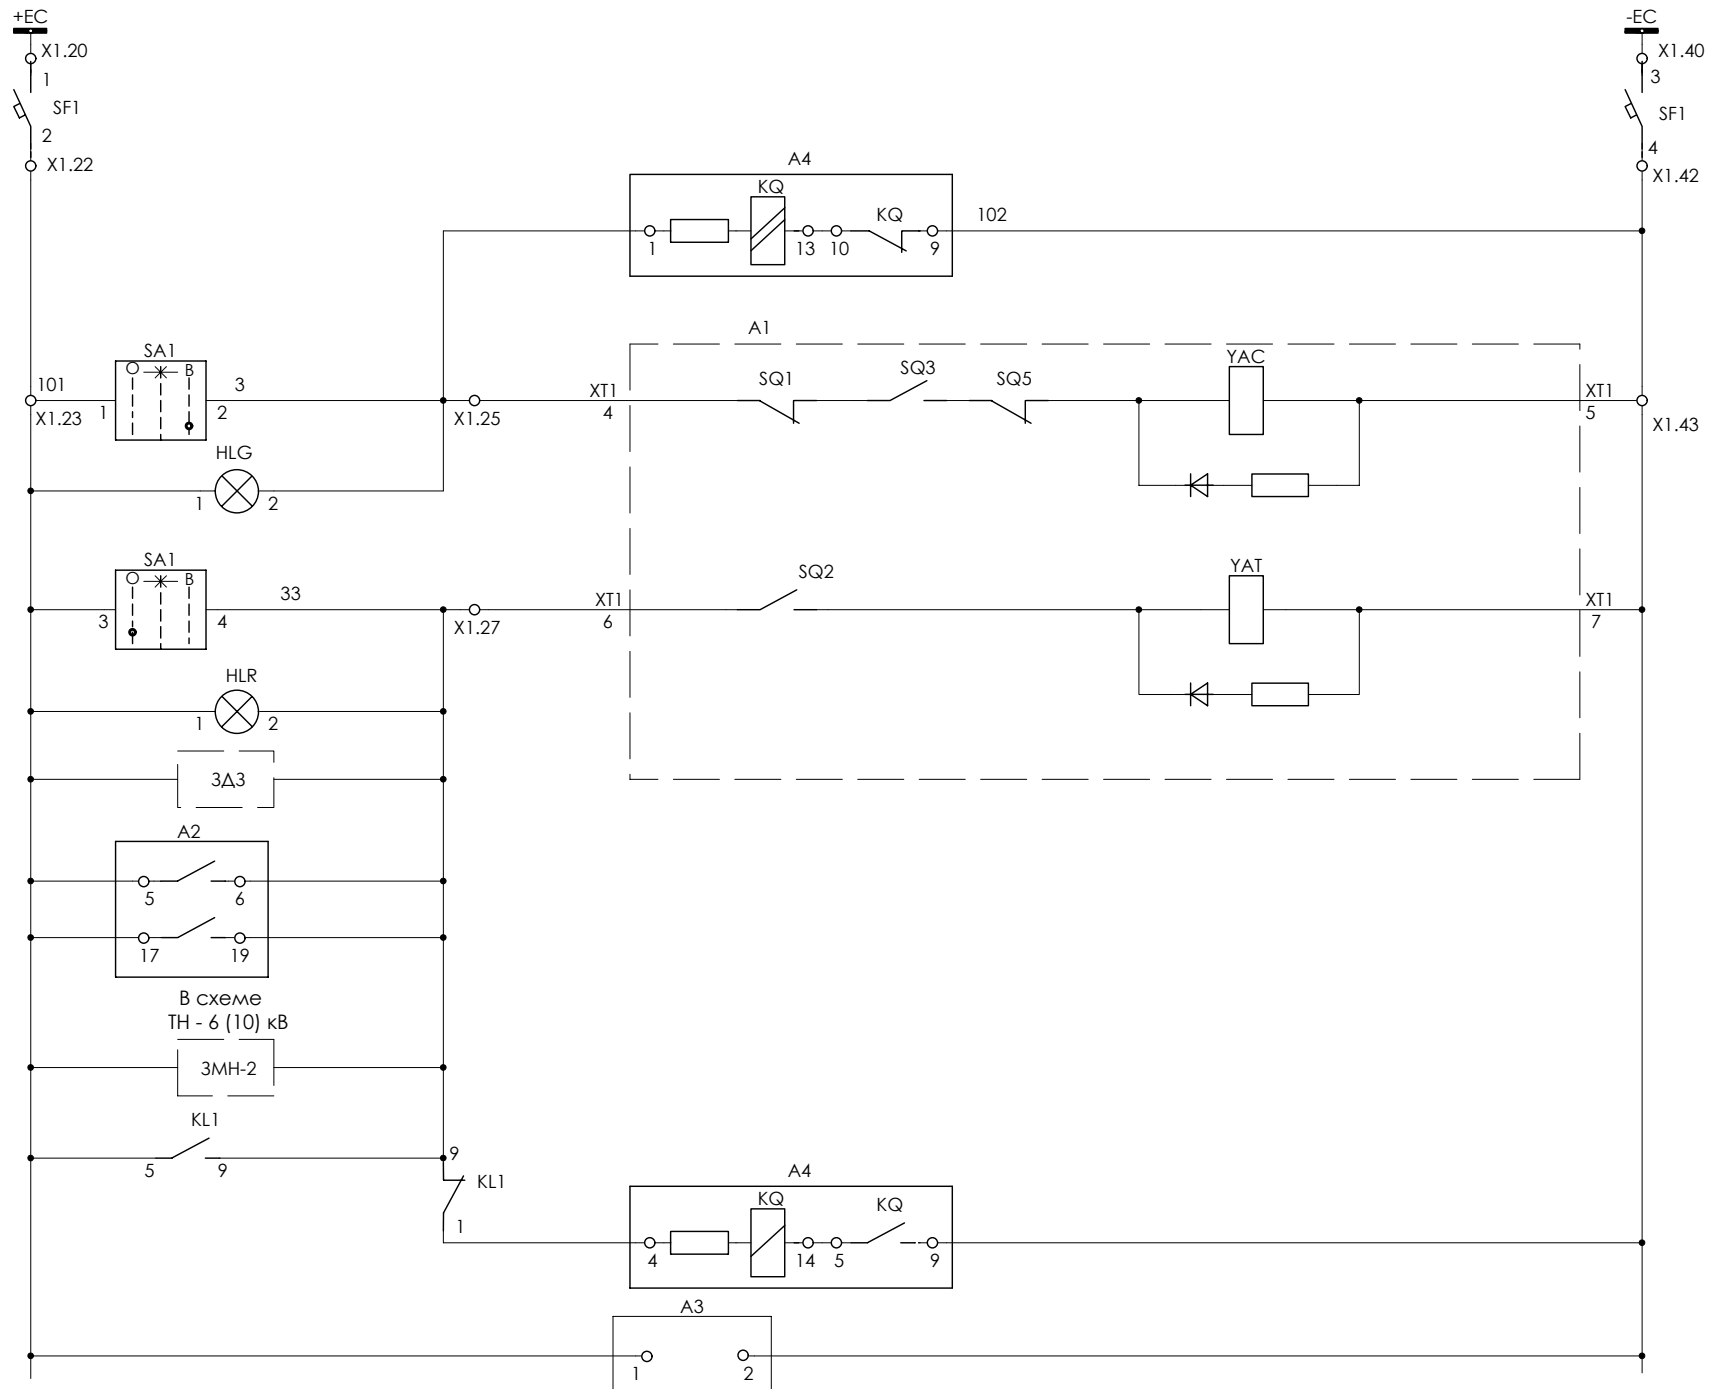 +EC
-EC
X1.20
X1.40
1
3
SF1
SF1
2
4
X1.22
X1.42
A4
KQ
KQ
102
1
13
10
9
A1
SA1
B
YAC
SQ1
SQ3
SQ5
101
3
XT1
XT1
X1.23
1
2
X1.25
4
5
X1.43
HLG
1
2
SA1
B
YAT
SQ2
33
XT1
XT1
3
4
X1.27
6
7
HLR
1
2
ЗДЗ
A2
5
6
17
19
В схеме
ТН - 6 (10) кВ
ЗМН-2
KL1
5
9
9
KL1
1
A4
KQ
KQ
4
14
5
9
A3
1
2